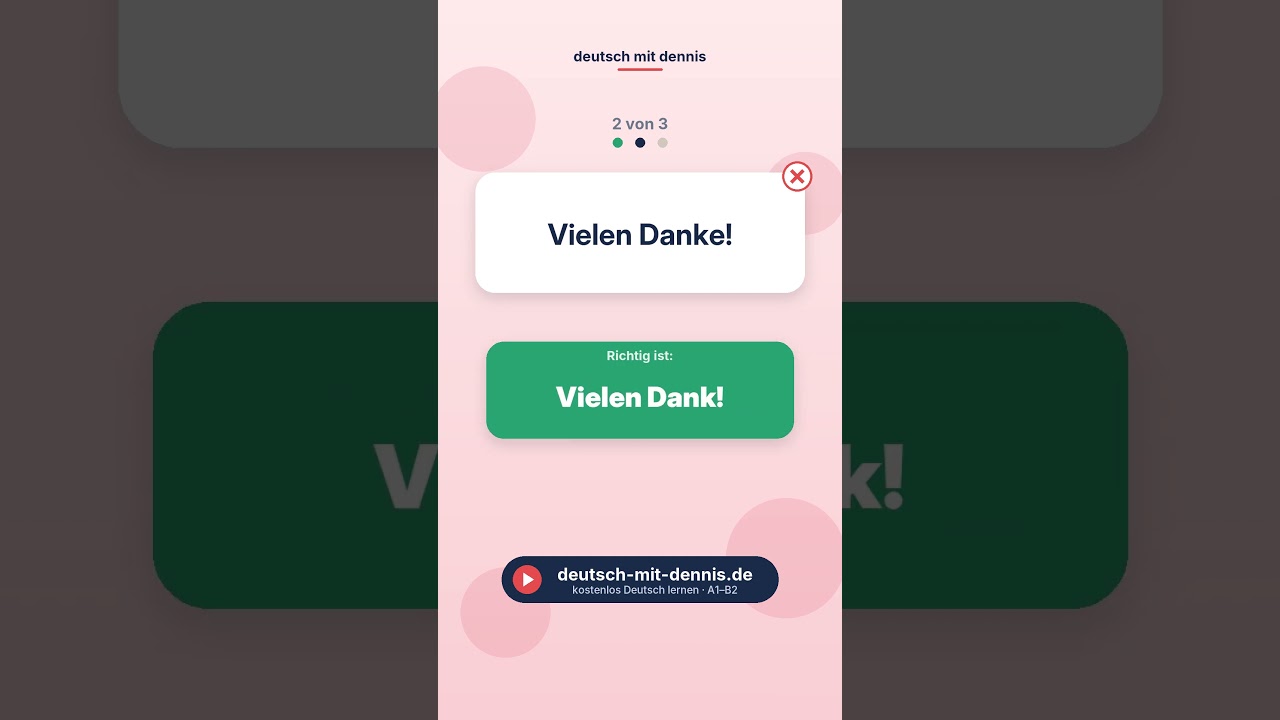 deutsch mit dennis
2 von 3
Vielen Danke!
Richtig ist:
Vielen Dank!
deutsch-mit-dennis.de
kostenlos Deutsch lernen · A1–B2